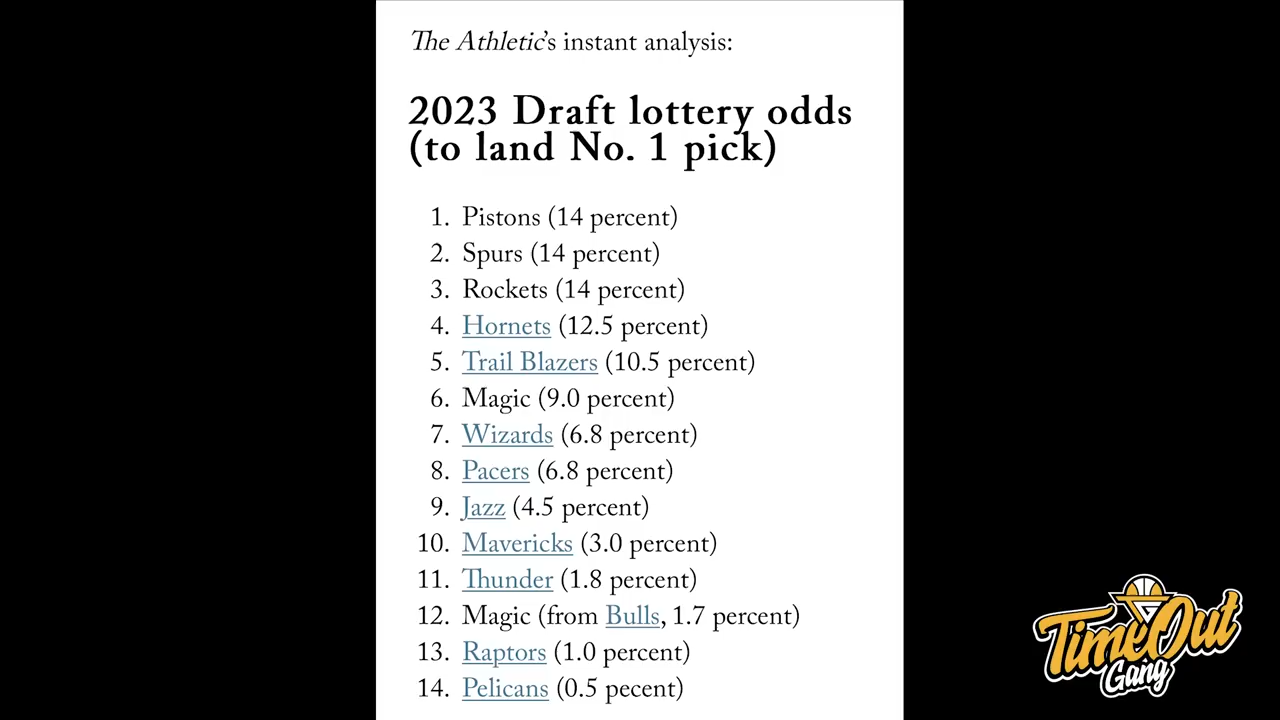 The Athletic's instant analysis:
2023 Draft lottery odds
(to land No. 1 pick)
1. Pistons (14 percent)
2. Spurs (14 percent)
3. Rockets (14 percent)
4. Hornets (12.5 percent)
5. Trail Blazers (10.5 percent)
6. Magic (9.0 percent)
7. Wizards (6.8 percent)
8. Pacers (6.8 percent)
9. Jazz (4.5 percent)
10. Mavericks (3.0 percent)
11. Thunder (1.8 percent)
12. Magic (from Bulls, 1.7 percent)
13. Raptors (1.0 percent)
14. Pelicans (0.5 pecent)
TimeOut
Gang